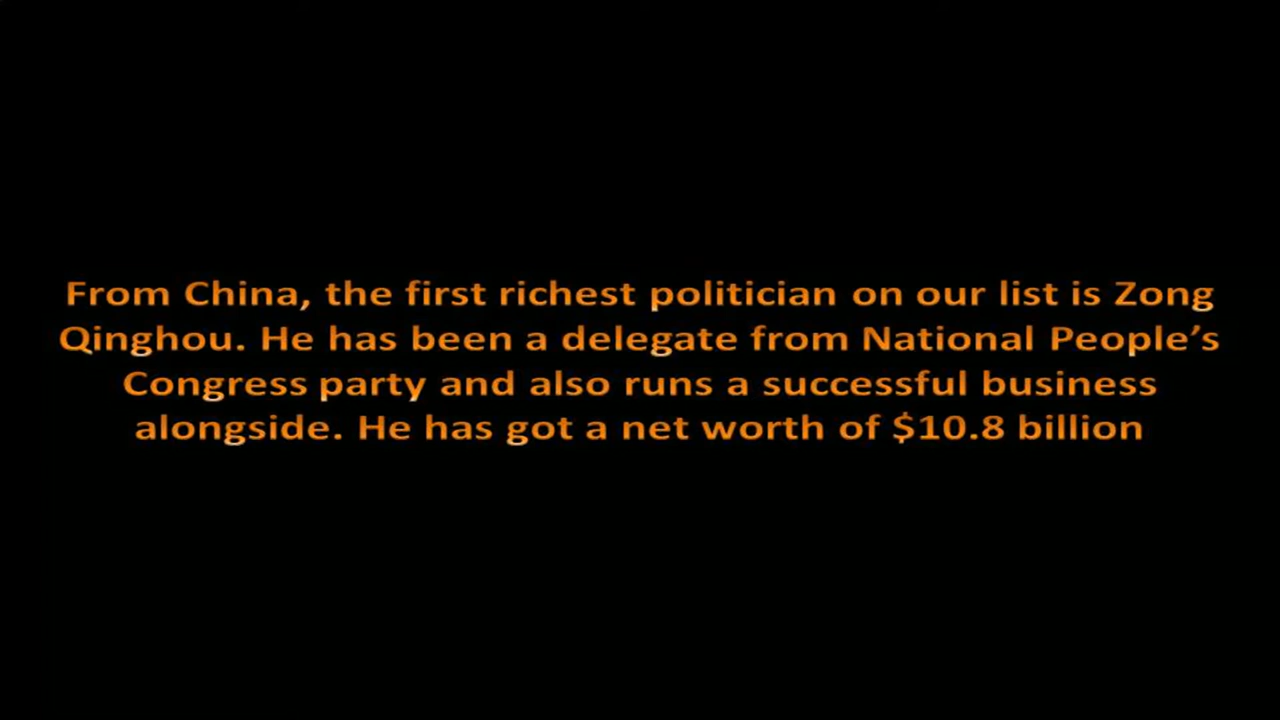 From China, the first richest politician on our list is Zong
Qinghou. He has been a delegate from National People’s
Congress party and also runs a successful business
alongside. He has got a net worth of $10.8 billion